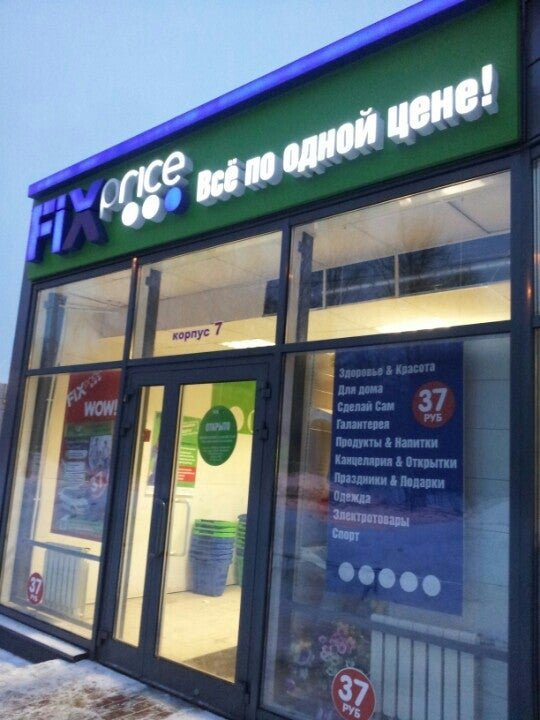 Fix price Всё по одной цене!
корпус 7
FiX
WOW!
ОТКРЫТО
Здоровье & Красота
Для дома
Сделай Сам
Галантерея
Продукты & Напитки
Канцелярия & Открытки
Праздники & Подарки
Одежда
Электротовары
Спорт
37
РУБ
37
37